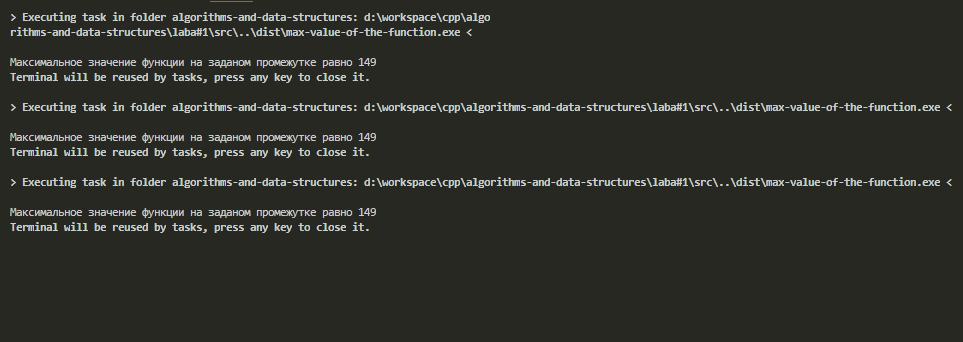 > Executing task in folder algorithms-and-data-structures: d:\workspace\cpp\algo
rithms-and-data-structures\laba#1\src\..\dist\max-value-of-the-function.exe <
Максимальное значение функции на заданом промежутке равно 149
Terminal will be reused by tasks, press any key to close it.
> Executing task in folder algorithms-and-data-structures: d:\workspace\cpp\algorithms-and-data-structures\laba#1\src\..\dist\max-value-of-the-function.exe <
Максимальное значение функции на заданом промежутке равно 149
Terminal will be reused by tasks, press any key to close it.
> Executing task in folder algorithms-and-data-structures: d:\workspace\cpp\algorithms-and-data-structures\laba#1\src\..\dist\max-value-of-the-function.exe <
Максимальное значение функции на заданом промежутке равно 149
Terminal will be reused by tasks, press any key to close it.